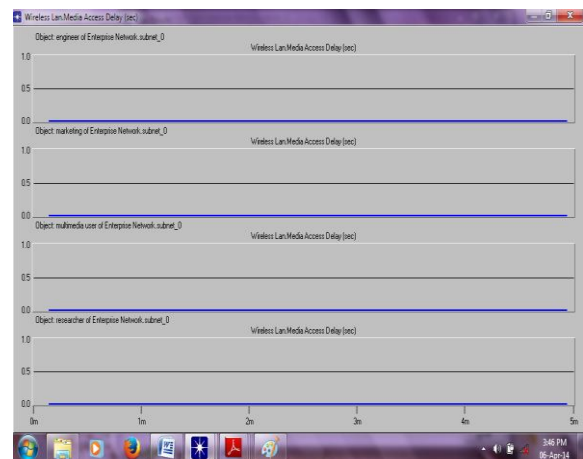 Wireless Lan.Media Access Delay (sec)
Object: engineer of Enterprise Network.subnet_0
Wireless Lan.Media Access Delay (sec)
1.0
0.5
0.0
Object: marketing of Enterprise Network.subnet_0
Wireless Lan.Media Access Delay (sec)
1.0
0.5
0.0
Object: multimedia user of Enterprise Network.subnet_0
Wireless Lan.Media Access Delay (sec)
1.0
0.5
0.0
Object: researcher of Enterprise Network.subnet_0
Wireless Lan.Media Access Delay (sec)
1.0
0.5
0.0
0m 1m 2m 3m 4m 5m
3:46 PM
06-Apr-14